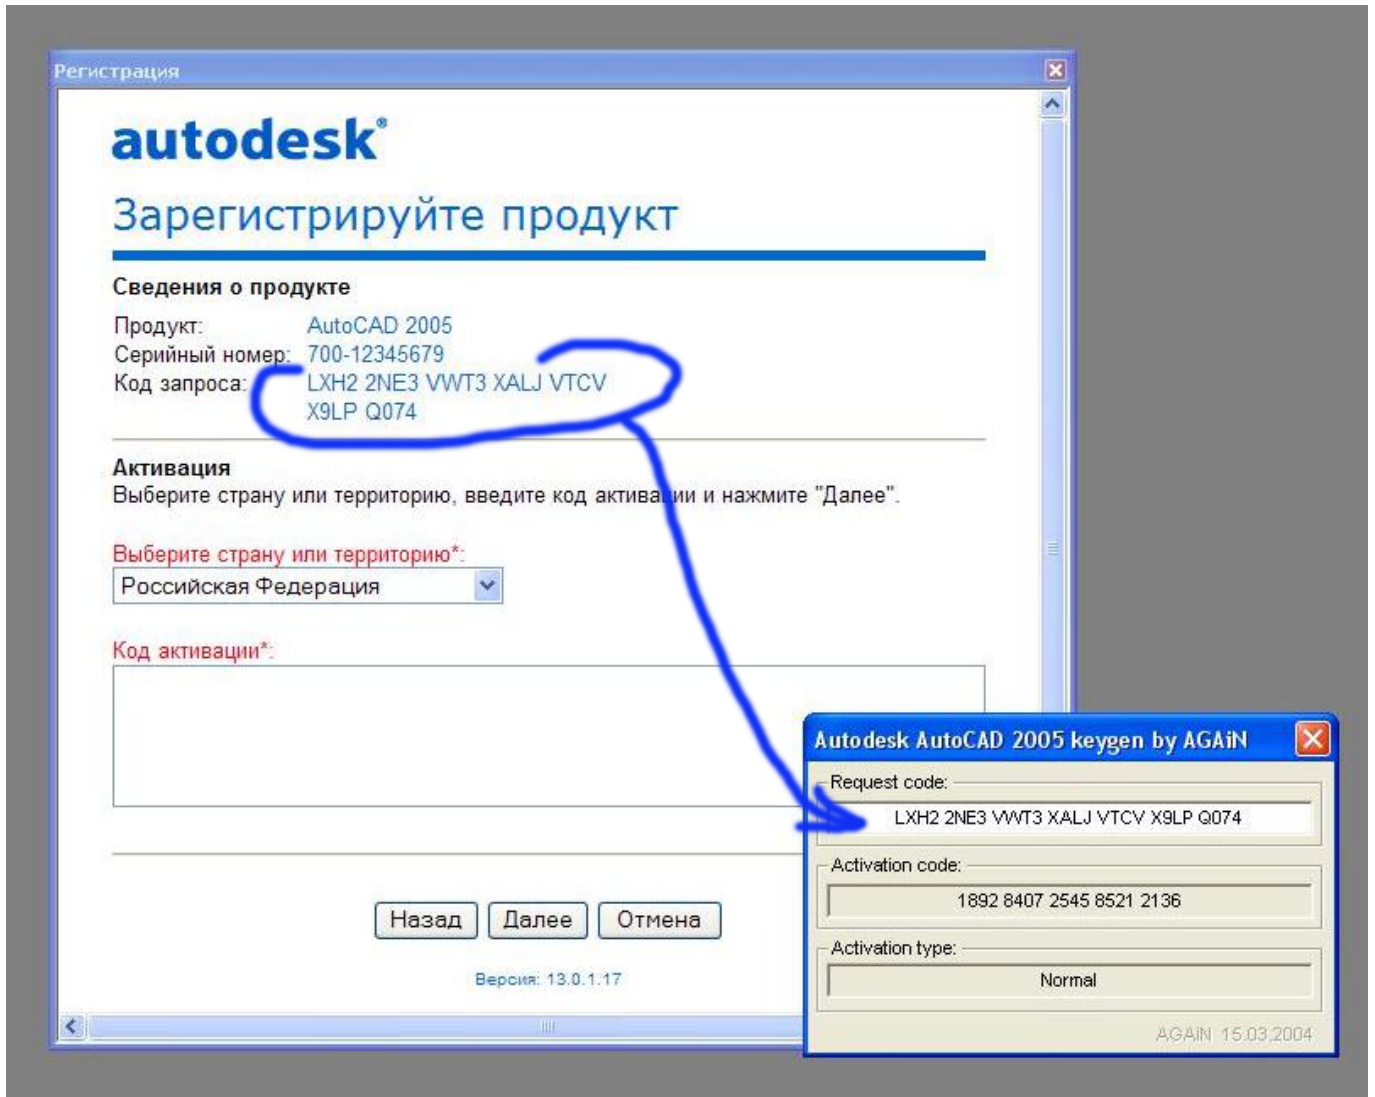 Регистрация
autodesk®
Зарегистрируйте продукт
Сведения о продукте
Продукт: AutoCAD 2005
Серийный номер: 700-12345679
Код запроса: LXH2 2NE3 VWT3 XALJ VTCV
X9LP Q074
Активация
Выберите страну или территорию, введите код активации и нажмите "Далее".
Выберите страну или территорию*:
Российская Федерация
Код активации*:
Назад Далее Отмена
Версия: 13.0.1.17
Autodesk AutoCAD 2005 keygen by AGAiN
Request code:
LXH2 2NE3 VWT3 XALJ VTCV X9LP Q074
Activation code:
1892 8407 2545 8521 2136
Activation type:
Normal
AGAiN 15.03.2004